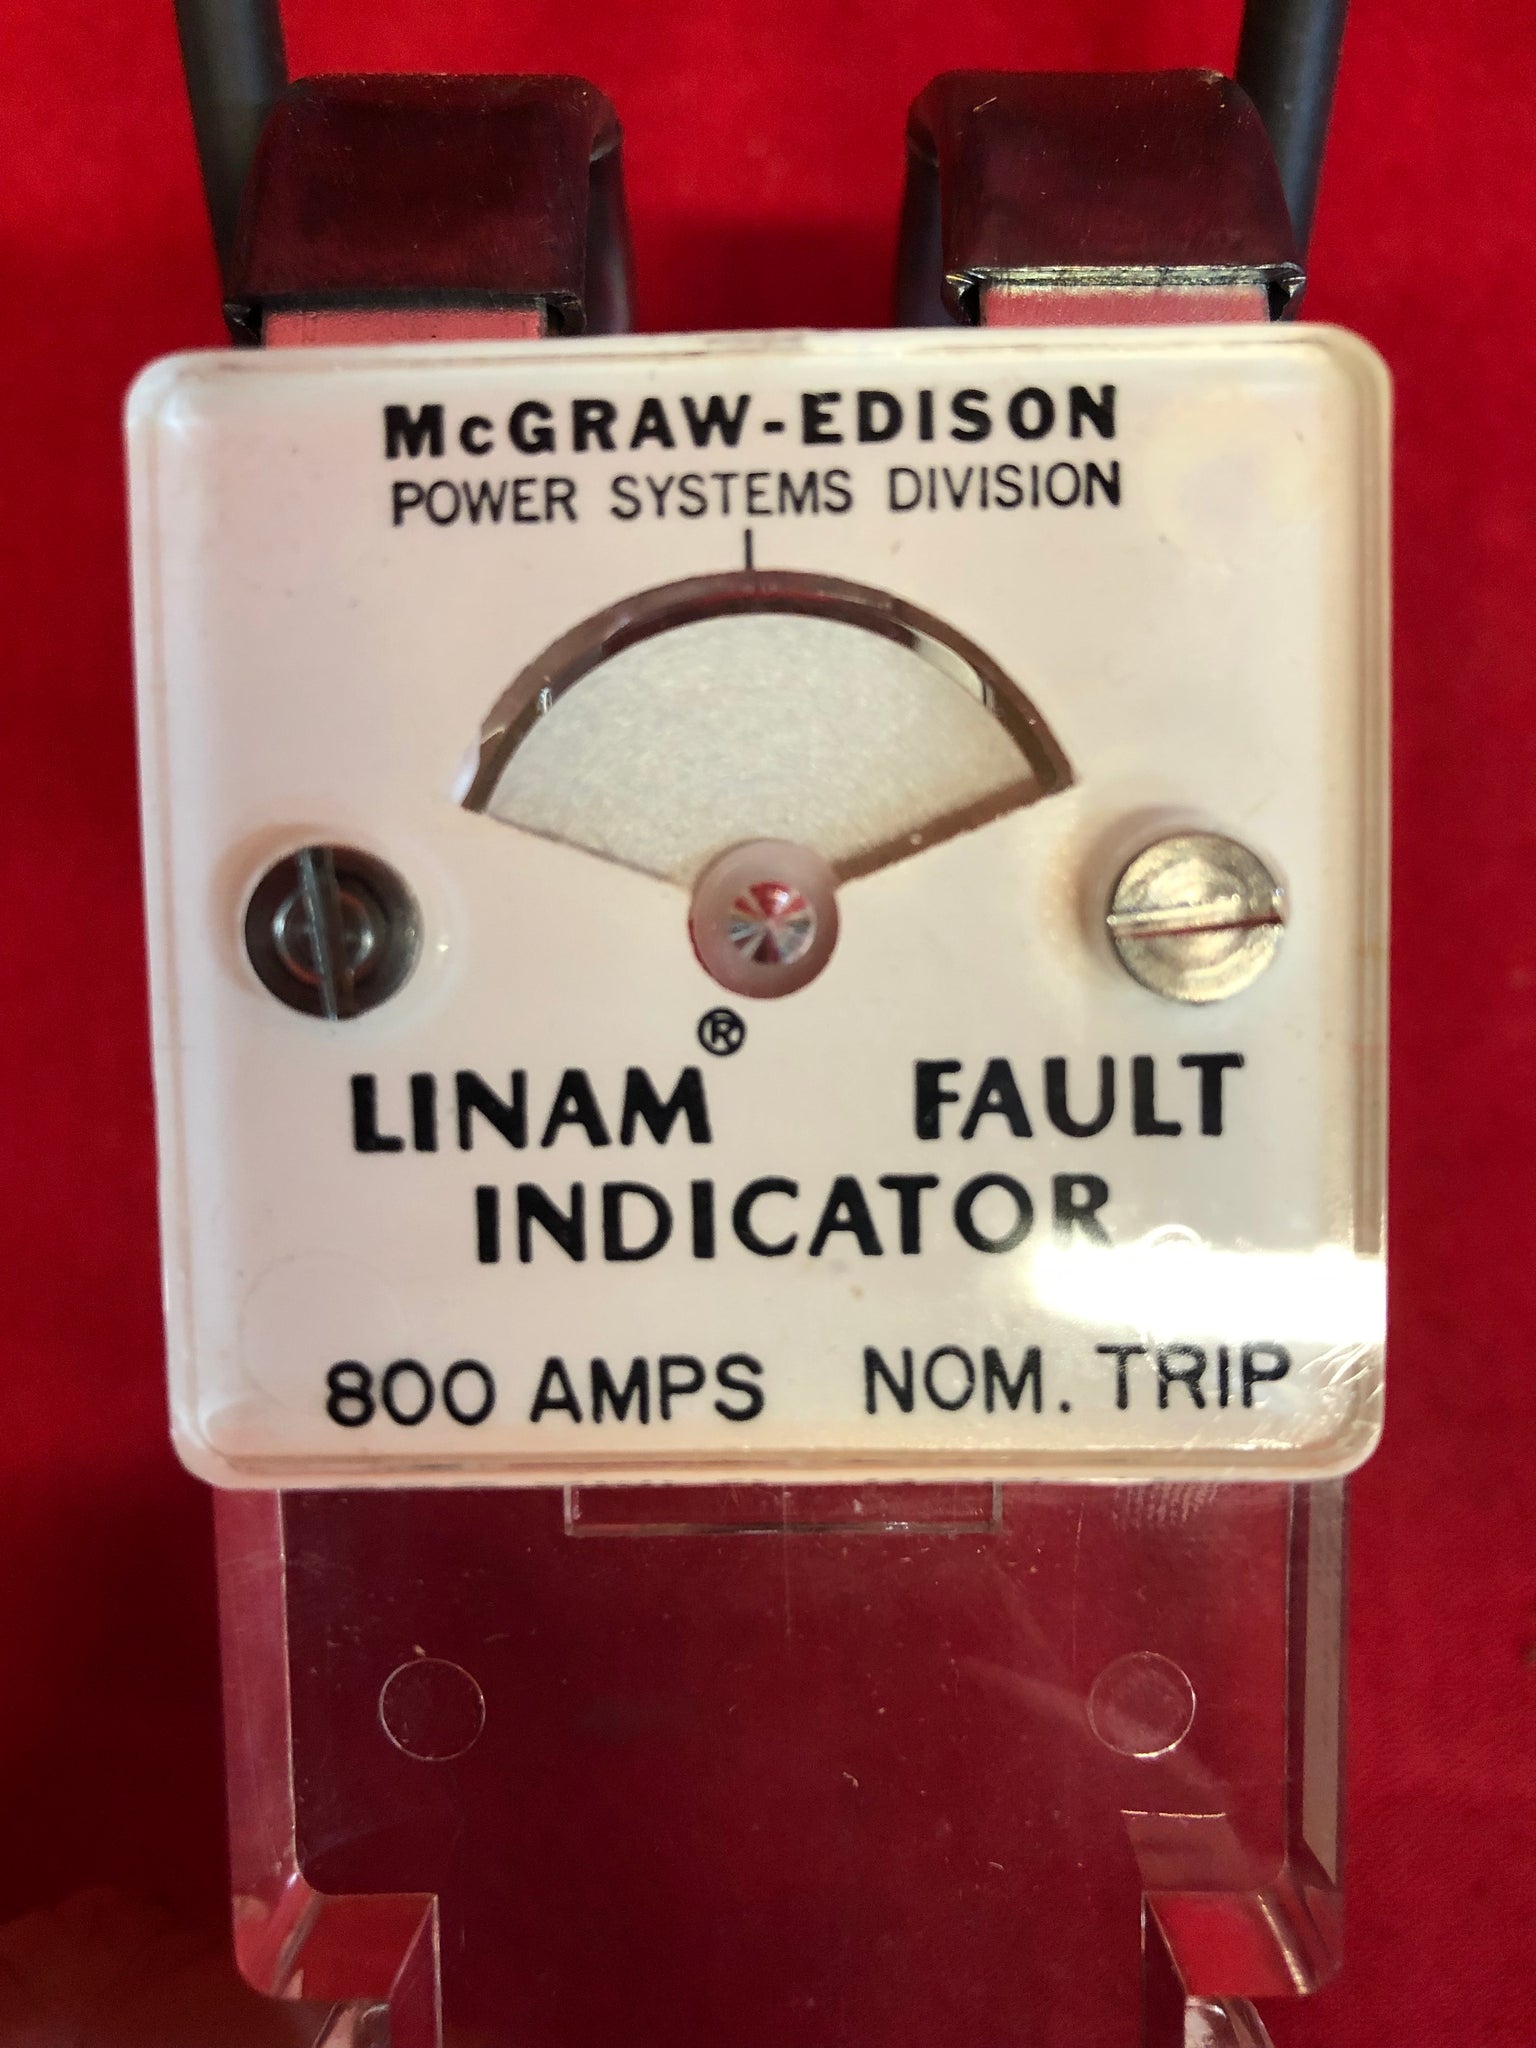 McGRAW-EDISON
POWER SYSTEMS DIVISION
LINAM® FAULT
INDICATOR
800 AMPS NOM. TRIP